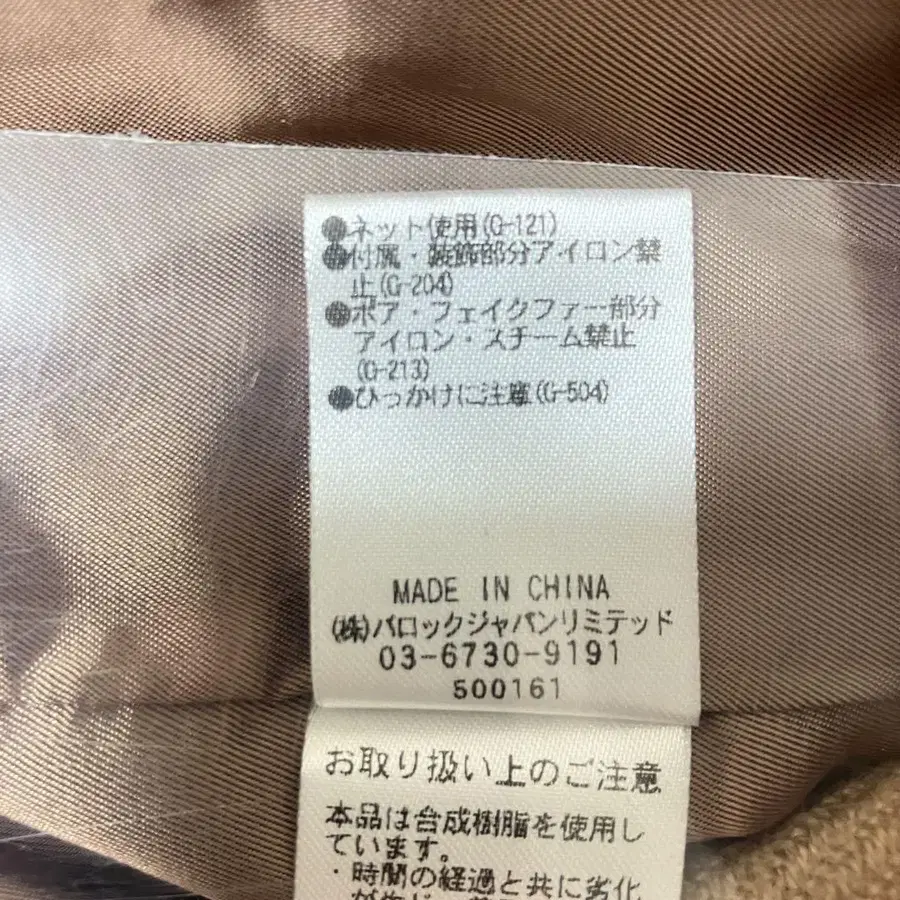 ●ネット使用(G-121)
●付属・装飾部分アイロン禁
止(G-204)
●ボア・フェイクファー部分
アイロン・スチーム禁止
(G-213)
●ひっかけに注意(G-504)
MADE IN CHINA
(株)バロックジャパンリミテッド
03-6730-9191
500161
お取り扱い上のご注意
本品は合成樹脂を使用し
ています。
・時間の経過と共に劣化